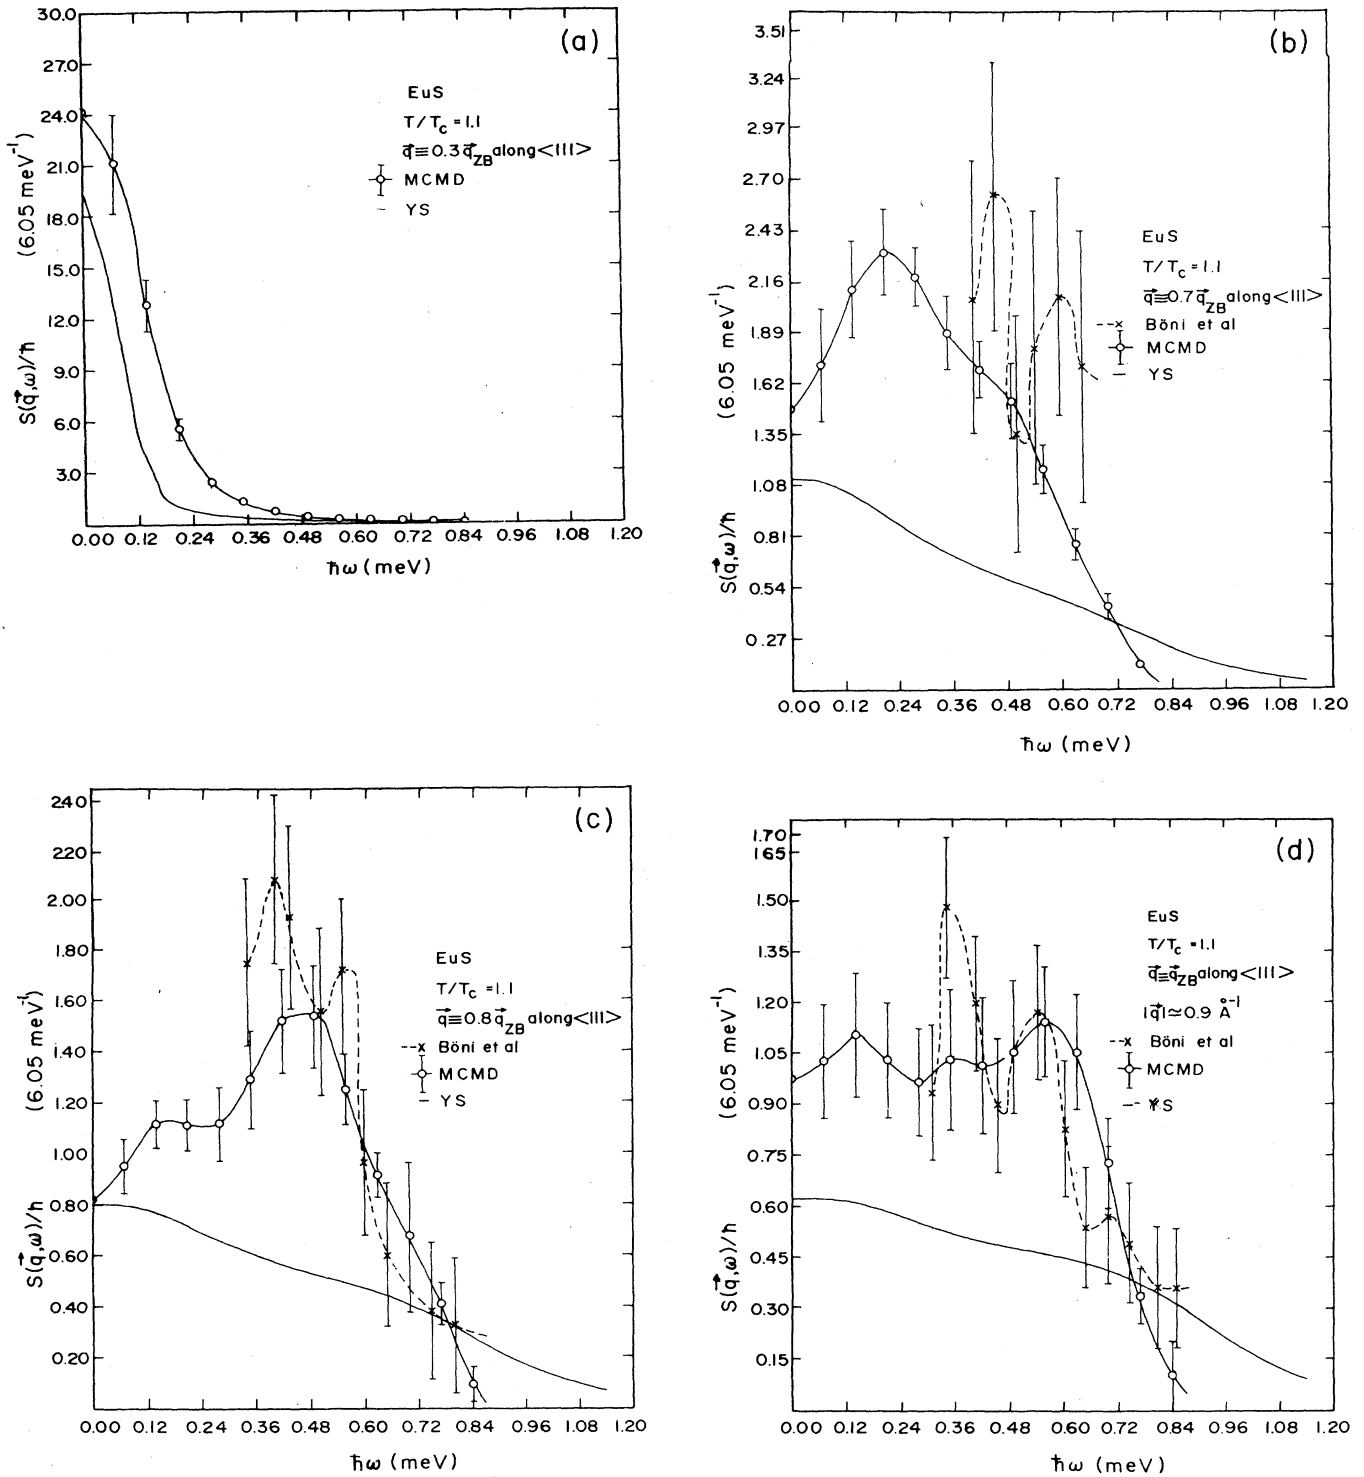 (a)
30.0
27.0
24.0
21.0
18.0
15.0
12.0
9.0
6.0
3.0
S(q⃗,ω)/ħ (6.05 meV⁻¹)
EuS
T/Tc = 1.1
q⃗≡0.3q⃗ZB along <111>
MCMD
YS
0.00 0.12 0.24 0.36 0.48 0.60 0.72 0.84 0.96 1.08 1.20
ħω (meV)
(b)
3.51
3.24
2.97
2.70
2.43
2.16
1.89
1.62
1.35
1.08
0.81
0.54
0.27
S(q⃗,ω)/ħ (6.05 meV⁻¹)
EuS
T/Tc = 1.1
q⃗≡0.7q⃗ZB along <111>
Böni et al
MCMD
YS
0.00 0.12 0.24 0.36 0.48 0.60 0.72 0.84 0.96 1.08 1.20
ħω (meV)
(c)
2.40
2.20
2.00
1.80
1.60
1.40
1.20
1.00
0.80
0.60
0.40
0.20
S(q⃗,ω)/ħ (6.05 meV⁻¹)
EuS
T/Tc = 1.1
q⃗≡0.8q⃗ZB along <111>
Böni et al
MCMD
YS
0.00 0.12 0.24 0.36 0.48 0.60 0.72 0.84 0.96 1.08 1.20
ħω (meV)
(d)
1.70
1.65
1.50
1.35
1.20
1.05
0.90
0.75
0.60
0.45
0.30
0.15
S(q⃗,ω)/ħ (6.05 meV⁻¹)
EuS
T/Tc = 1.1
q⃗≡q⃗ZB along <111>
|q⃗|≃0.9 Å⁻¹
Böni et al
MCMD
YS
0.00 0.12 0.24 0.36 0.48 0.60 0.72 0.84 0.96 1.08 1.20
ħω (meV)